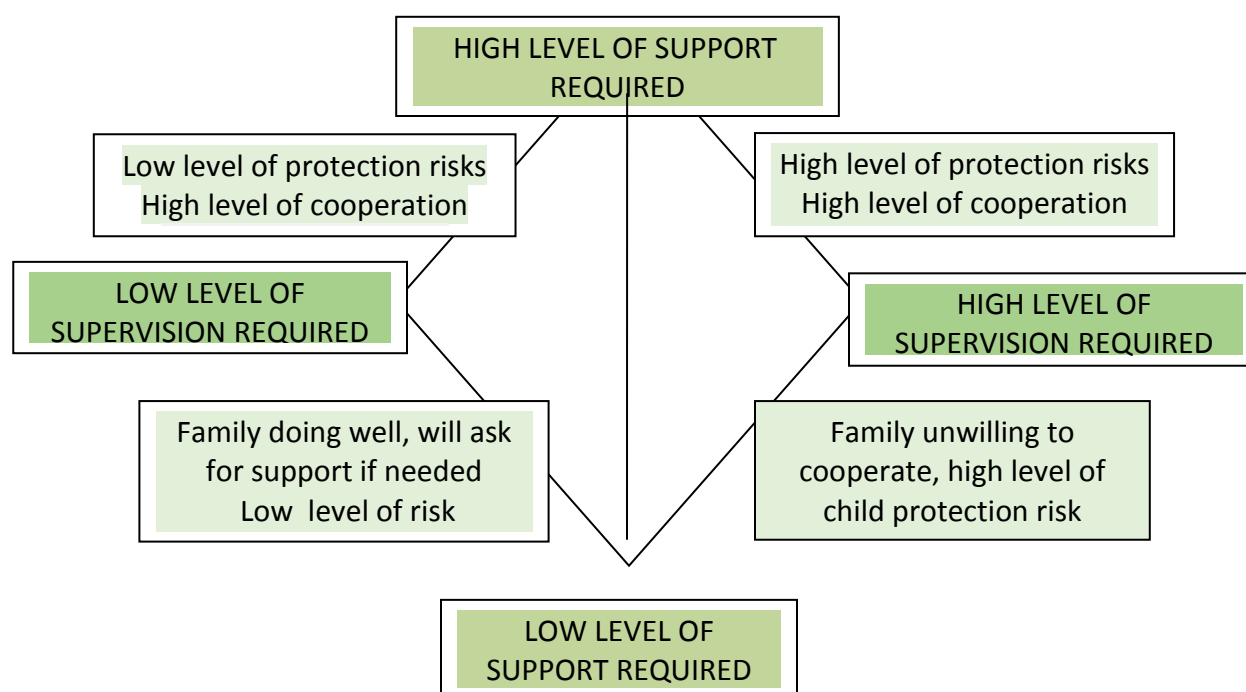 HIGH LEVEL OF SUPPORT
REQUIRED
Low level of protection risks
High level of cooperation
High level of protection risks
High level of cooperation
LOW LEVEL OF
SUPERVISION REQUIRED
HIGH LEVEL OF
SUPERVISION REQUIRED
Family doing well, will ask
for support if needed
Low  level of risk
Family unwilling to
cooperate, high level of
child protection risk
LOW LEVEL OF
SUPPORT REQUIRED